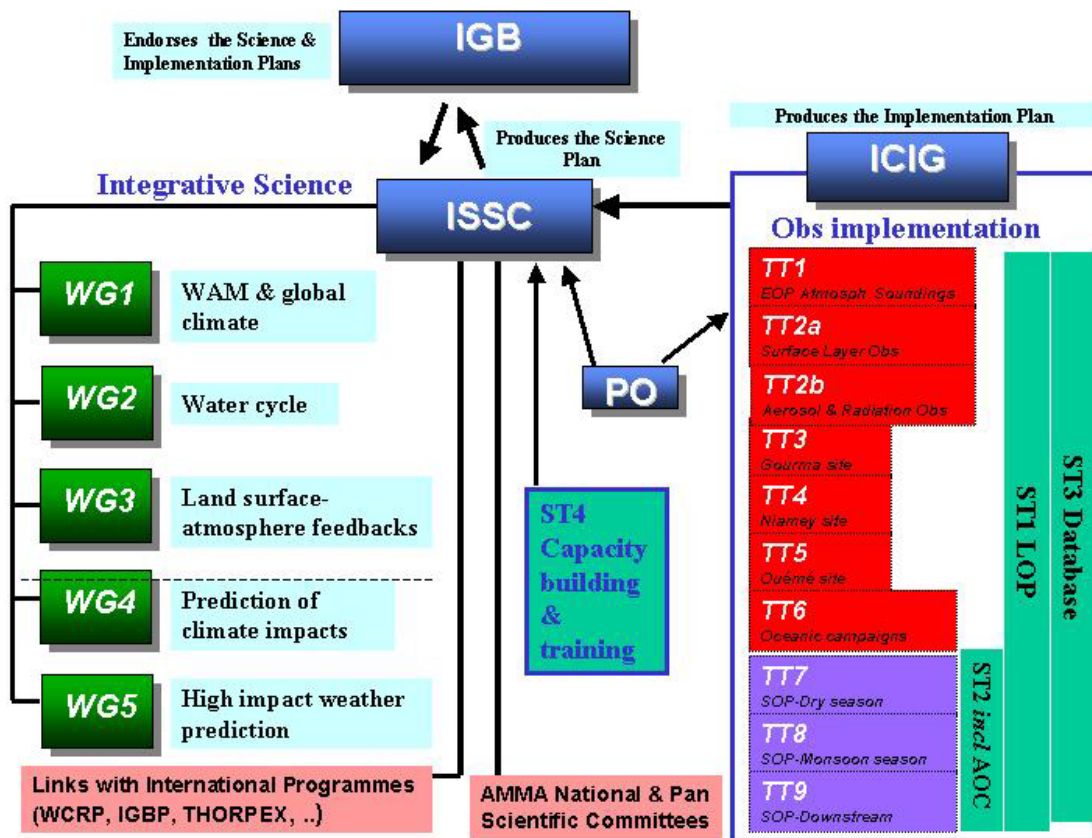 Endorses the Science &
Implementation Plans
IGB
Produces the Science
Plan
Produces the Implementation Plan
ICIG
Integrative Science
ISSC
Obs implementation
WG1
WAM & global
climate
WG2
Water cycle
WG3
Land surface-
atmosphere feedbacks
WG4
Prediction of
climate impacts
WG5
High impact weather
prediction
PO
ST4
Capacity
building
&
training
TT1
EOP Atmosph. Soundings
TT2a
Surface Layer Obs
TT2b
Aerosol & Radiation Obs
TT3
Gourma site
TT4
Niamey site
TT5
Ouémé site
TT6
Oceanic campaigns
TT7
SOP-Dry season
TT8
SOP-Monsoon season
TT9
SOP-Downstream
ST2 incl AOC
ST1 LOP
ST3 Database
Links with International Programmes
(WCRP, IGBP, THORPEX, ..)
AMMA National & Pan
Scientific Committees